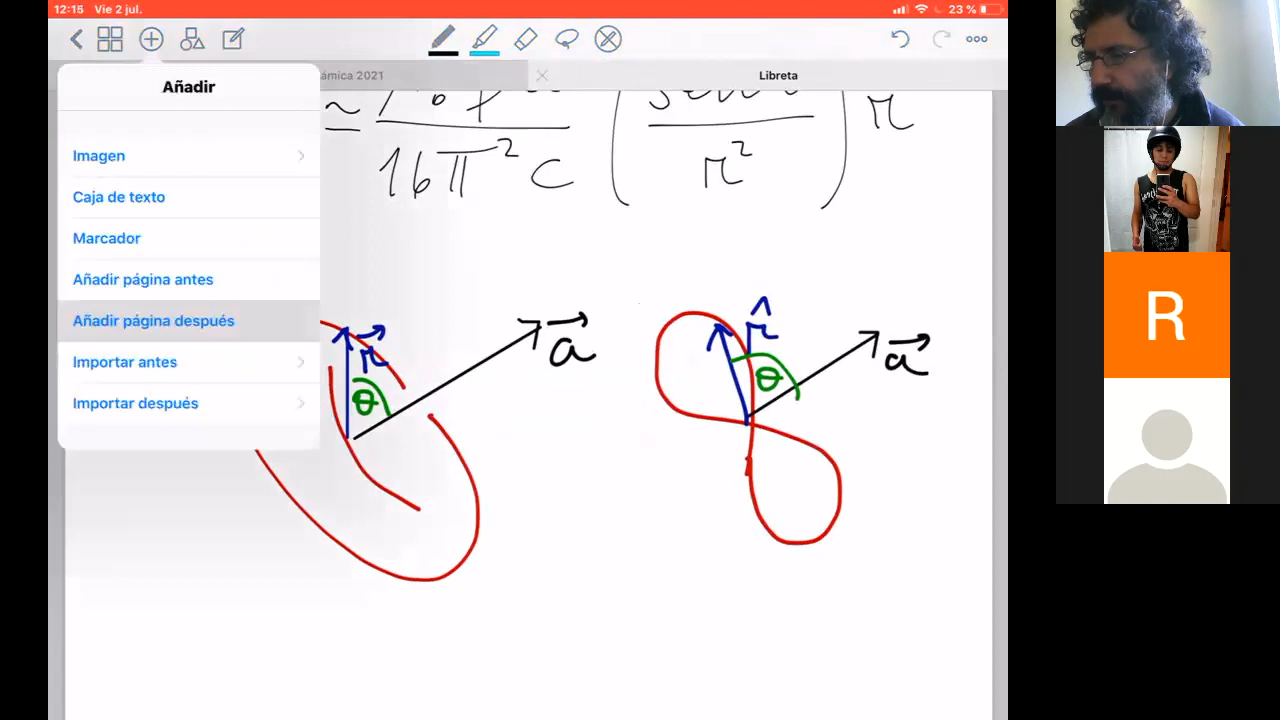 12:15 Vie 2 jul. 23 %
ámica 2021
Libreta
Añadir
Imagen
Caja de texto
Marcador
Añadir página antes
Añadir página después
Importar antes
Importar después
≈
16π² c
r²
r
r⃗
θ
a⃗
r̂
θ
a⃗
R